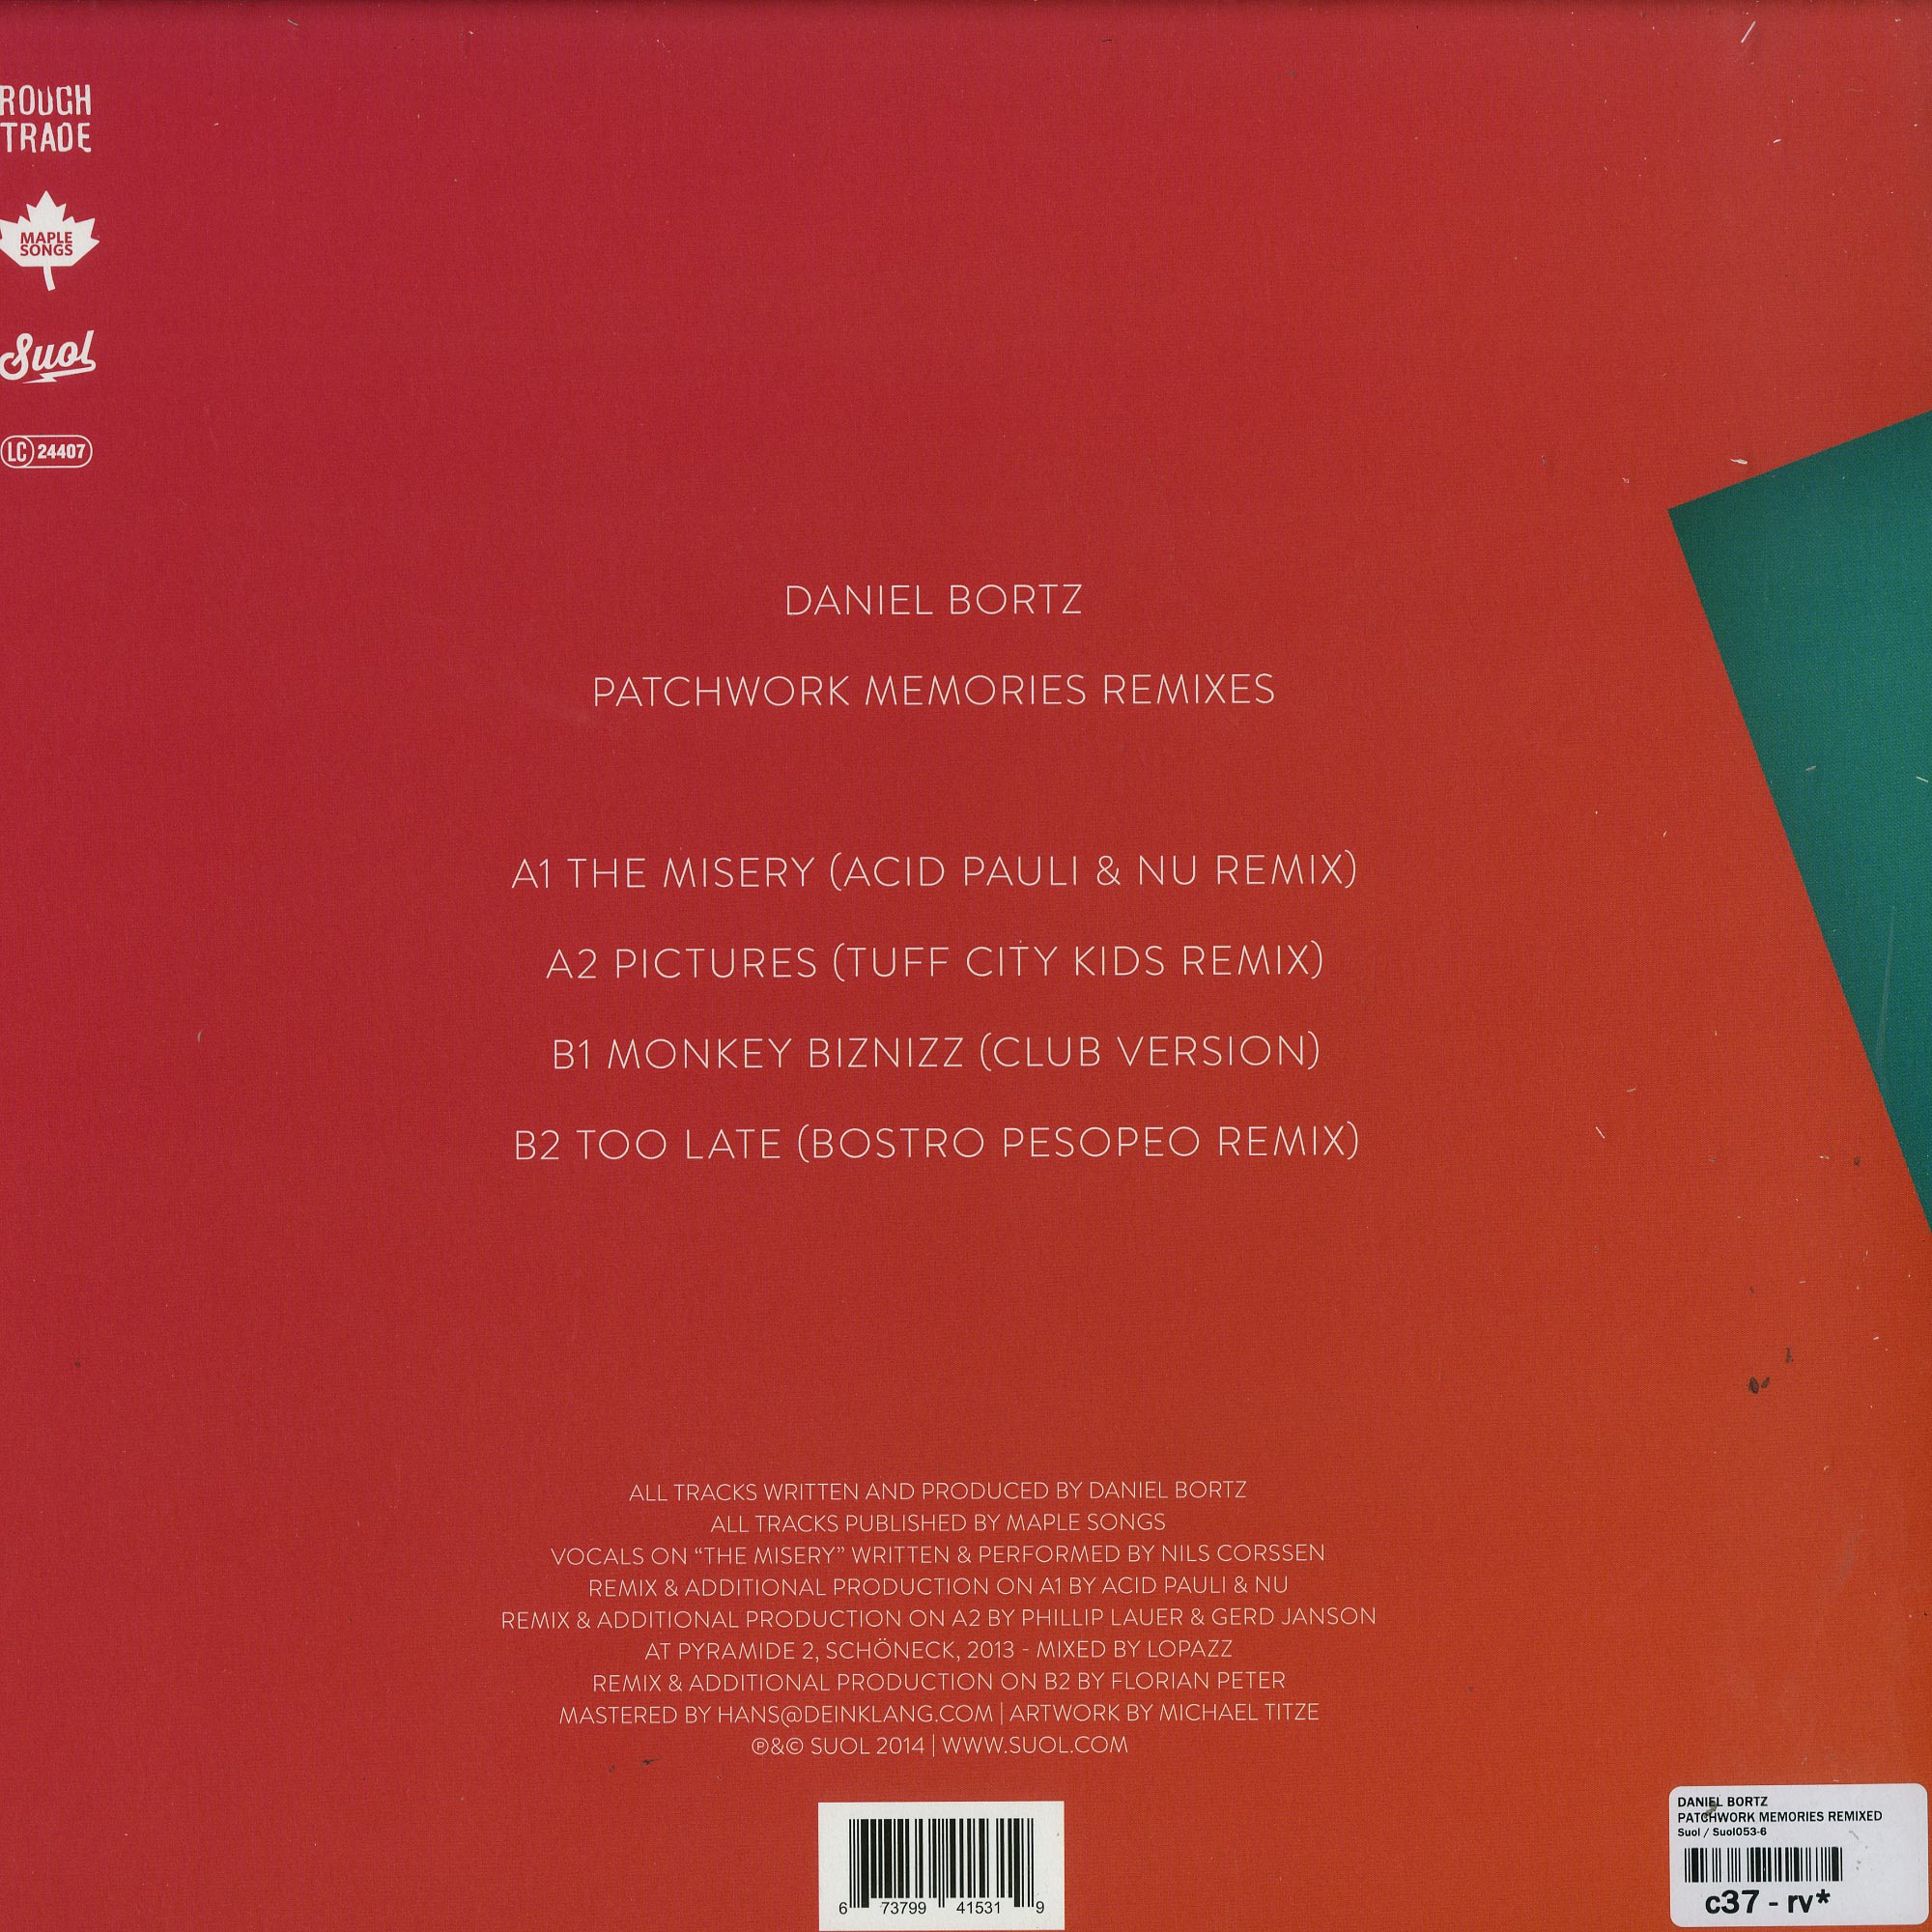 ROUGH
TRADE
MAPLE
SONGS
Suol
LC 24407
DANIEL BORTZ
PATCHWORK MEMORIES REMIXES
A1 THE MISERY (ACID PAULI & NU REMIX)
A2 PICTURES (TUFF CITY KIDS REMIX)
B1 MONKEY BIZNIZZ (CLUB VERSION)
B2 TOO LATE (BOSTRO PESOPEO REMIX)
ALL TRACKS WRITTEN AND PRODUCED BY DANIEL BORTZ
ALL TRACKS PUBLISHED BY MAPLE SONGS
VOCALS ON “THE MISERY” WRITTEN & PERFORMED BY NILS CORSSEN
REMIX & ADDITIONAL PRODUCTION ON A1 BY ACID PAULI & NU
REMIX & ADDITIONAL PRODUCTION ON A2 BY PHILLIP LAUER & GERD JANSON
AT PYRAMIDE 2, SCHÖNECK, 2013 - MIXED BY LOPAZZ
REMIX & ADDITIONAL PRODUCTION ON B2 BY FLORIAN PETER
MASTERED BY HANS@DEINKLANG.COM | ARTWORK BY MICHAEL TITZE
℗&© SUOL 2014 | WWW.SUOL.COM
6 73799 41531 9
DANIEL BORTZ
PATCHWORK MEMORIES REMIXED
Suol / Suol053-6
c37 - rv*